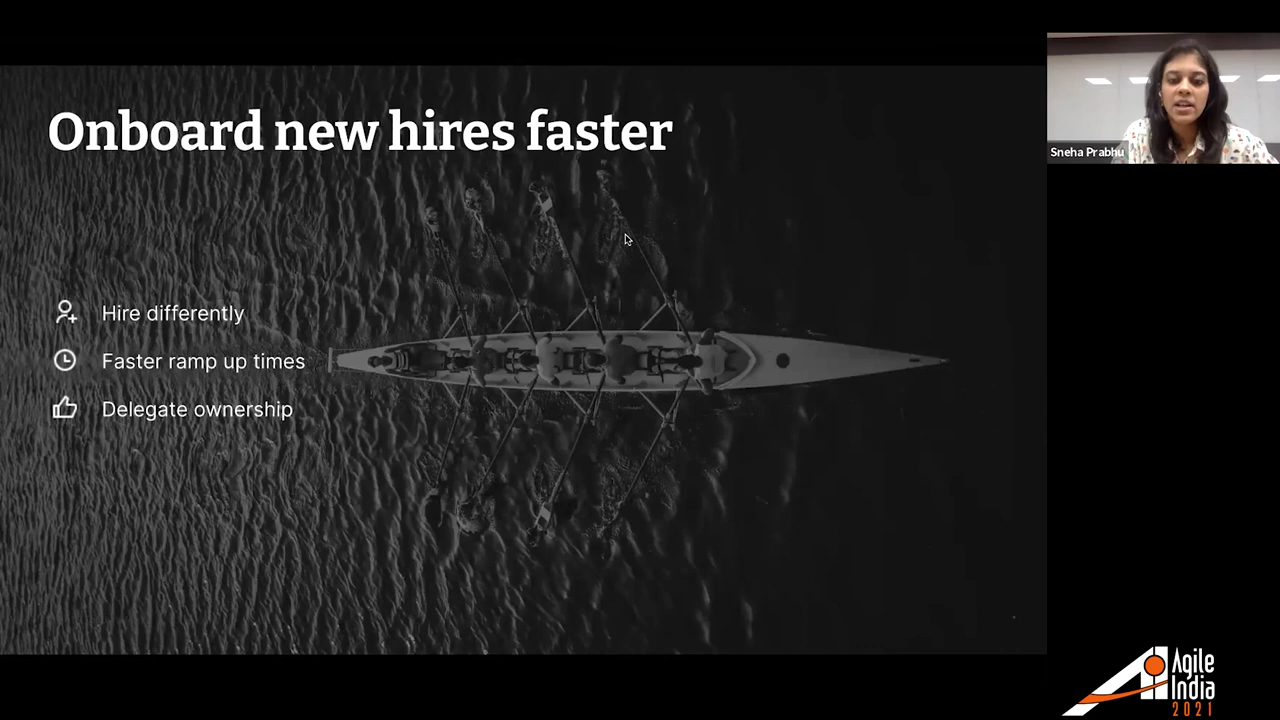 Onboard new hires faster
Hire differently
Faster ramp up times
Delegate ownership
Sneha Prabhu
Agile
India
2021